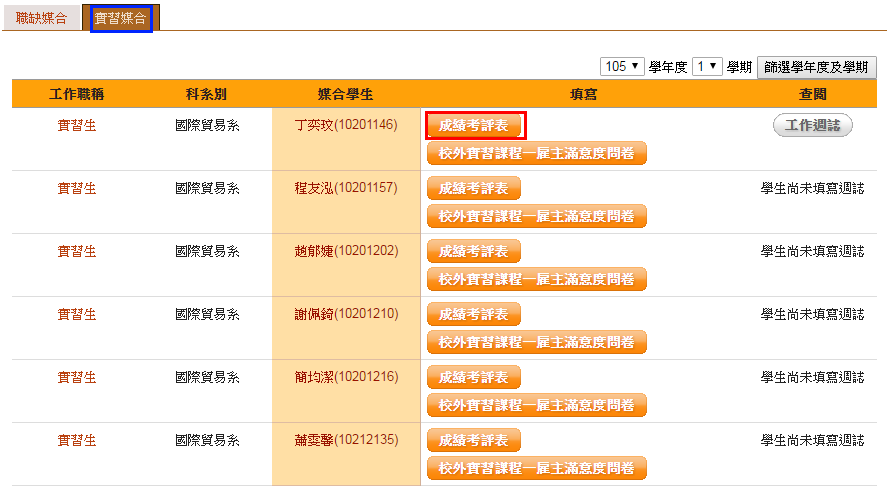 職缺媒合 實習媒合
105 學年度 1 學期 篩選學年度及學期
工作職稱 科系別 媒合學生 填寫 查閱
實習生 國際貿易系 丁奕玟(10201146) 成績考評表 工作週誌
校外實習課程—雇主滿意度問卷
實習生 國際貿易系 程友泓(10201157) 成績考評表 學生尚未填寫週誌
校外實習課程—雇主滿意度問卷
實習生 國際貿易系 趙郁婕(10201202) 成績考評表 學生尚未填寫週誌
校外實習課程—雇主滿意度問卷
實習生 國際貿易系 謝佩錡(10201210) 成績考評表 學生尚未填寫週誌
校外實習課程—雇主滿意度問卷
實習生 國際貿易系 簡均潔(10201216) 成績考評表 學生尚未填寫週誌
校外實習課程—雇主滿意度問卷
實習生 國際貿易系 蕭雯馨(10212135) 成績考評表 學生尚未填寫週誌
校外實習課程—雇主滿意度問卷